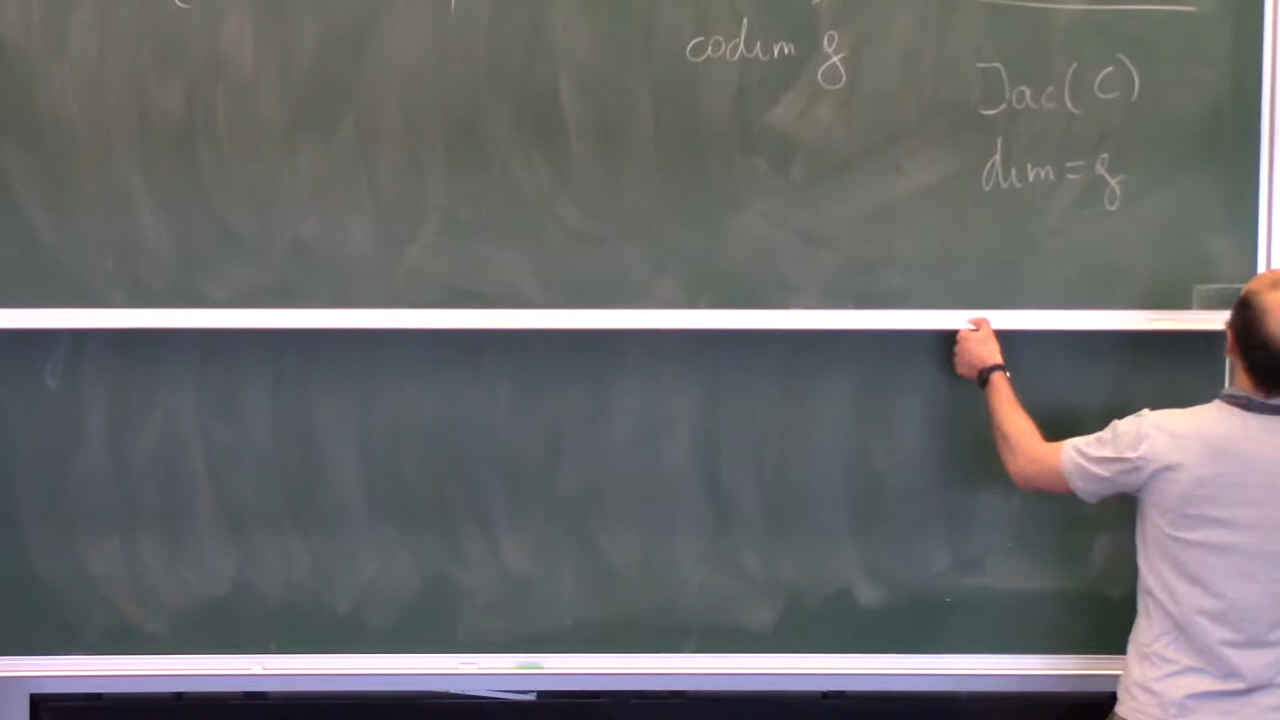 codim g
Jac(C)
dim = g